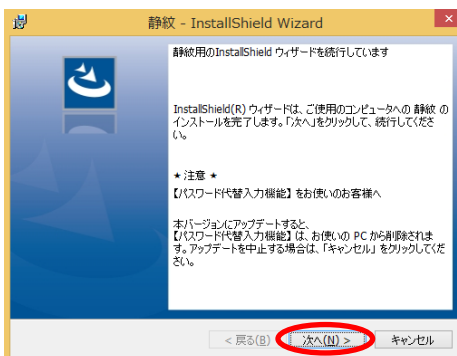 静紋 - InstallShield Wizard
静紋用のInstallShield ウィザードを続行しています
InstallShield(R) ウィザードは、ご使用のコンピュータへの 静紋 の
インストールを完了します。「次へ」をクリックして、続行してくださ
い。
★注意★
【パスワード代替入力機能】をお使いのお客様へ
本バージョンにアップデートすると、
【パスワード代替入力機能】は、お使いの PC から削除されま
す。アップデートを中止する場合は、「キャンセル」をクリックしてくだ
さい。
< 戻る(B) 次へ(N) > キャンセル